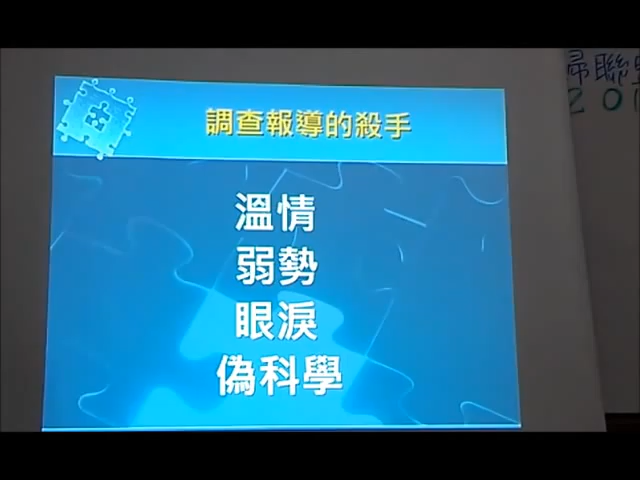 調查報導的殺手
溫情
弱勢
眼淚
偽科學